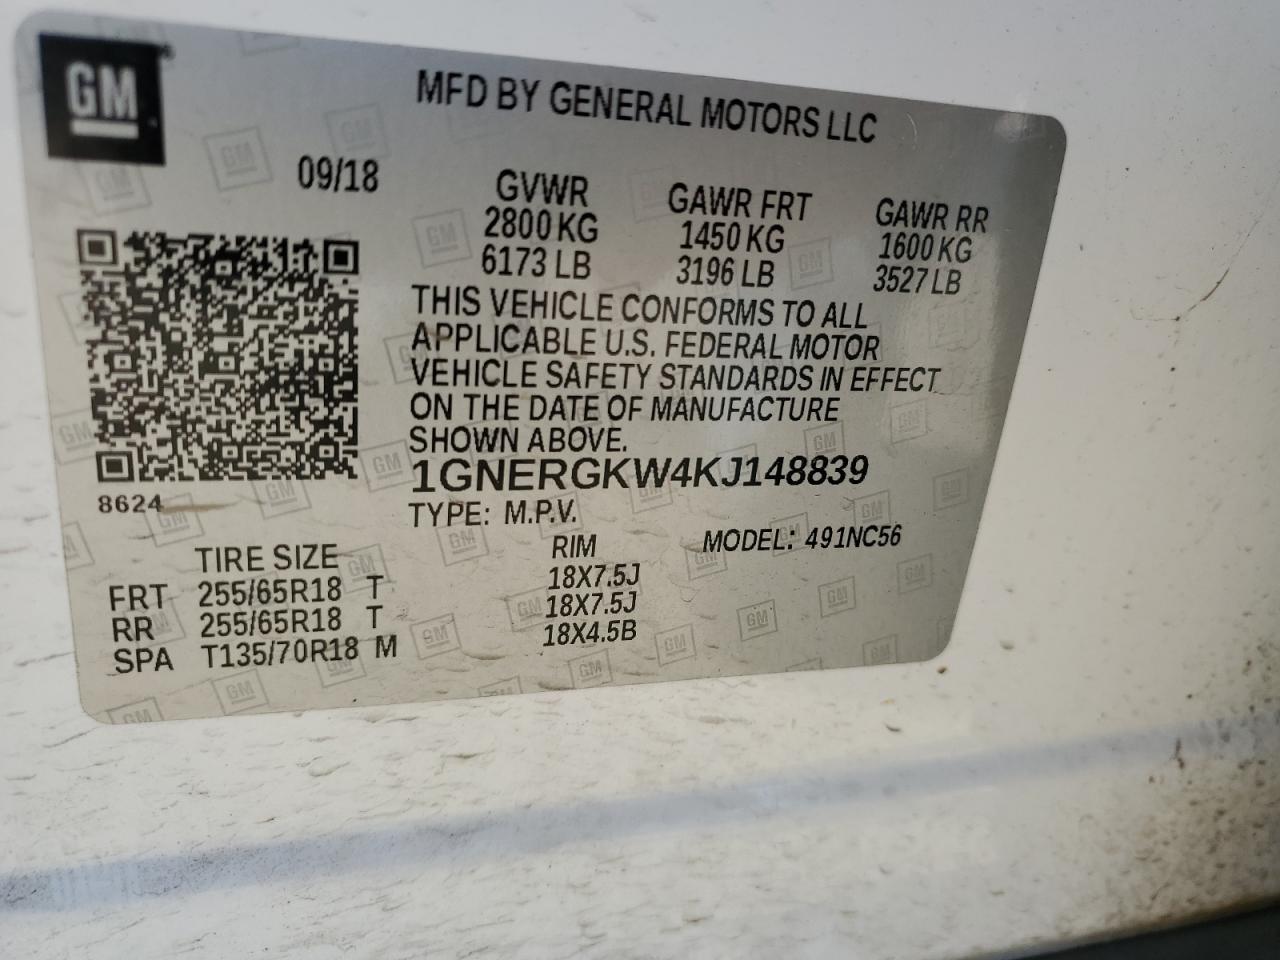 GM
MFD BY GENERAL MOTORS LLC
09/18
GVWR GAWR FRT GAWR RR
2800 KG 1450 KG 1600 KG
6173 LB 3196 LB 3527 LB
THIS VEHICLE CONFORMS TO ALL
APPLICABLE U.S. FEDERAL MOTOR
VEHICLE SAFETY STANDARDS IN EFFECT
ON THE DATE OF MANUFACTURE
SHOWN ABOVE.
1GNERGKW4KJ148839
8624
TYPE: M.P.V.
MODEL: 491NC56
TIRE SIZE RIM
FRT 255/65R18 T 18X7.5J
RR 255/65R18 T 18X7.5J
SPA T135/70R18 M 18X4.5B